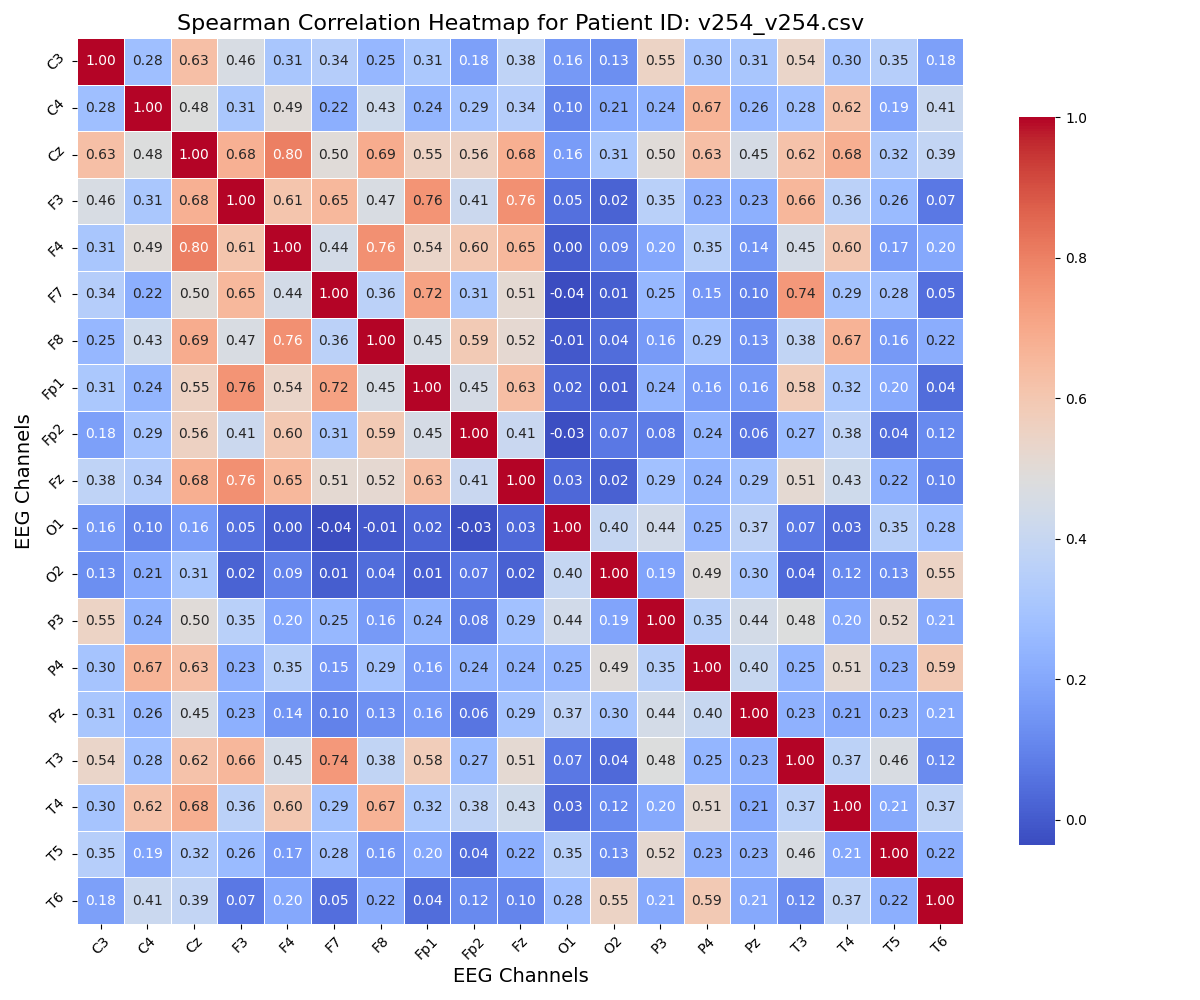 Spearman Correlation Heatmap for Patient ID: v254_v254.csv
C3 1.00 0.28 0.63 0.46 0.31 0.34 0.25 0.31 0.18 0.38 0.16 0.13 0.55 0.30 0.31 0.54 0.30 0.35 0.18
C4 0.28 1.00 0.48 0.31 0.49 0.22 0.43 0.24 0.29 0.34 0.10 0.21 0.24 0.67 0.26 0.28 0.62 0.19 0.41
Cz 0.63 0.48 1.00 0.68 0.80 0.50 0.69 0.55 0.56 0.68 0.16 0.31 0.50 0.63 0.45 0.62 0.68 0.32 0.39
F3 0.46 0.31 0.68 1.00 0.61 0.65 0.47 0.76 0.41 0.76 0.05 0.02 0.35 0.23 0.23 0.66 0.36 0.26 0.07
F4 0.31 0.49 0.80 0.61 1.00 0.44 0.76 0.54 0.60 0.65 0.00 0.09 0.20 0.35 0.14 0.45 0.60 0.17 0.20
F7 0.34 0.22 0.50 0.65 0.44 1.00 0.36 0.72 0.31 0.51 -0.04 0.01 0.25 0.15 0.10 0.74 0.29 0.28 0.05
F8 0.25 0.43 0.69 0.47 0.76 0.36 1.00 0.45 0.59 0.52 -0.01 0.04 0.16 0.29 0.13 0.38 0.67 0.16 0.22
Fp1 0.31 0.24 0.55 0.76 0.54 0.72 0.45 1.00 0.45 0.63 0.02 0.01 0.24 0.16 0.16 0.58 0.32 0.20 0.04
Fp2 0.18 0.29 0.56 0.41 0.60 0.31 0.59 0.45 1.00 0.41 -0.03 0.07 0.08 0.24 0.06 0.27 0.38 0.04 0.12
Fz 0.38 0.34 0.68 0.76 0.65 0.51 0.52 0.63 0.41 1.00 0.03 0.02 0.29 0.24 0.29 0.51 0.43 0.22 0.10
O1 0.16 0.10 0.16 0.05 0.00 -0.04 -0.01 0.02 -0.03 0.03 1.00 0.40 0.44 0.25 0.37 0.07 0.03 0.35 0.28
O2 0.13 0.21 0.31 0.02 0.09 0.01 0.04 0.01 0.07 0.02 0.40 1.00 0.19 0.49 0.30 0.04 0.12 0.13 0.55
P3 0.55 0.24 0.50 0.35 0.20 0.25 0.16 0.24 0.08 0.29 0.44 0.19 1.00 0.35 0.44 0.48 0.20 0.52 0.21
P4 0.30 0.67 0.63 0.23 0.35 0.15 0.29 0.16 0.24 0.24 0.25 0.49 0.35 1.00 0.40 0.25 0.51 0.23 0.59
Pz 0.31 0.26 0.45 0.23 0.14 0.10 0.13 0.16 0.06 0.29 0.37 0.30 0.44 0.40 1.00 0.23 0.21 0.23 0.21
T3 0.54 0.28 0.62 0.66 0.45 0.74 0.38 0.58 0.27 0.51 0.07 0.04 0.48 0.25 0.23 1.00 0.37 0.46 0.12
T4 0.30 0.62 0.68 0.36 0.60 0.29 0.67 0.32 0.38 0.43 0.03 0.12 0.20 0.51 0.21 0.37 1.00 0.21 0.37
T5 0.35 0.19 0.32 0.26 0.17 0.28 0.16 0.20 0.04 0.22 0.35 0.13 0.52 0.23 0.23 0.46 0.21 1.00 0.22
T6 0.18 0.41 0.39 0.07 0.20 0.05 0.22 0.04 0.12 0.10 0.28 0.55 0.21 0.59 0.21 0.12 0.37 0.22 1.00
C3 C4 Cz F3 F4 F7 F8 Fp1 Fp2 Fz O1 O2 P3 P4 Pz T3 T4 T5 T6
EEG Channels
EEG Channels
1.0
0.8
0.6
0.4
0.2
0.0